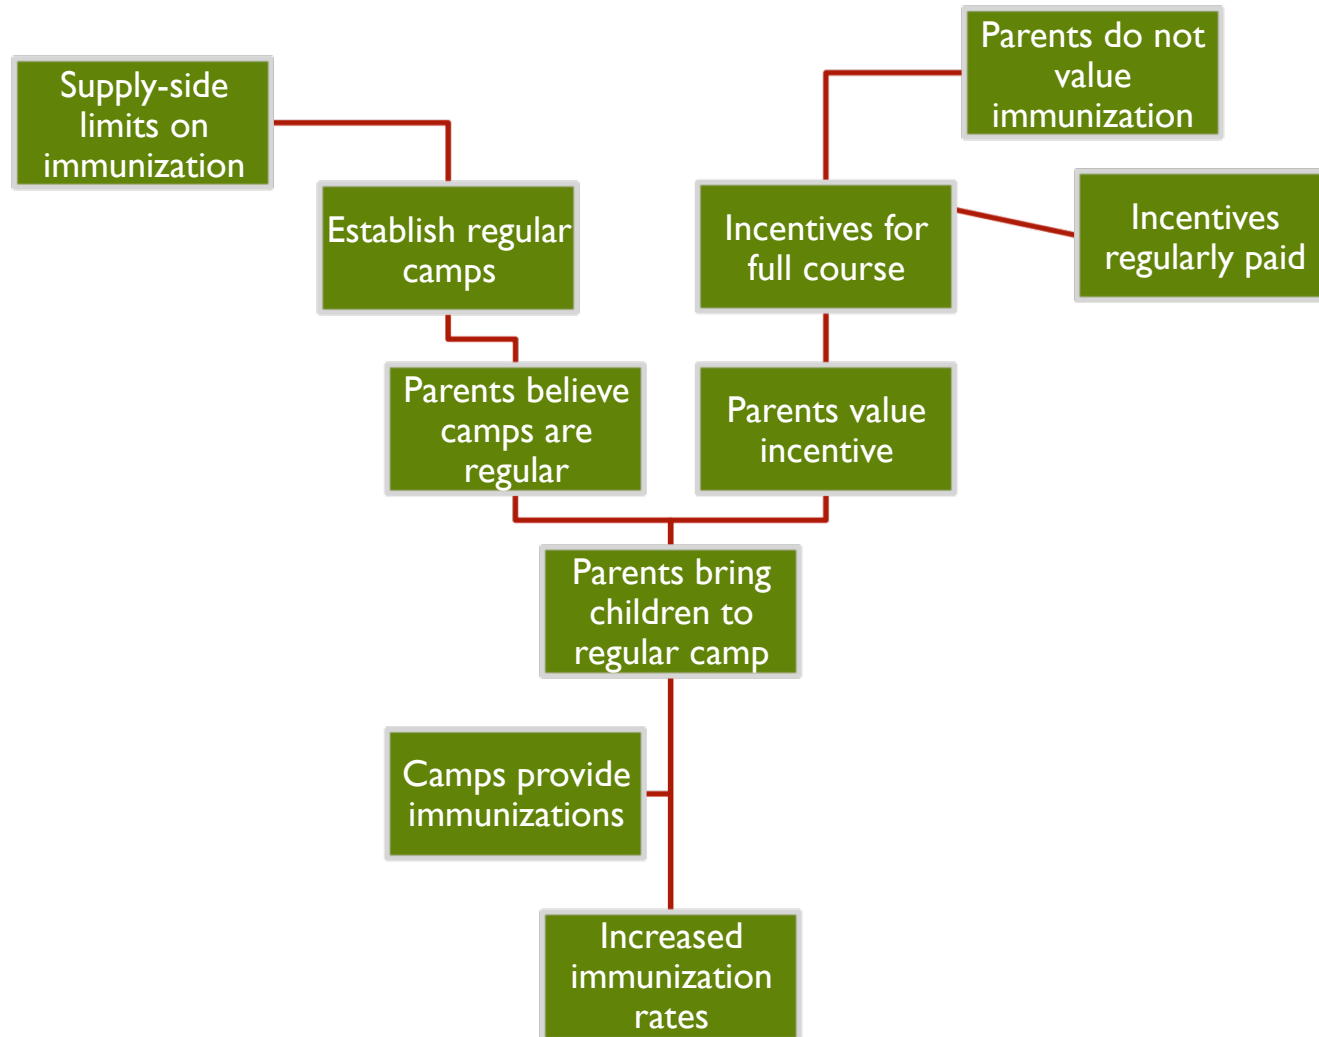 Parents do not
value
immunization
Supply-side
limits on
immunization
Establish regular
camps
Incentives for
full course
Incentives
regularly paid
Parents believe
camps are
regular
Parents value
incentive
Parents bring
children to
regular camp
Camps provide
immunizations
Increased
immunization
rates